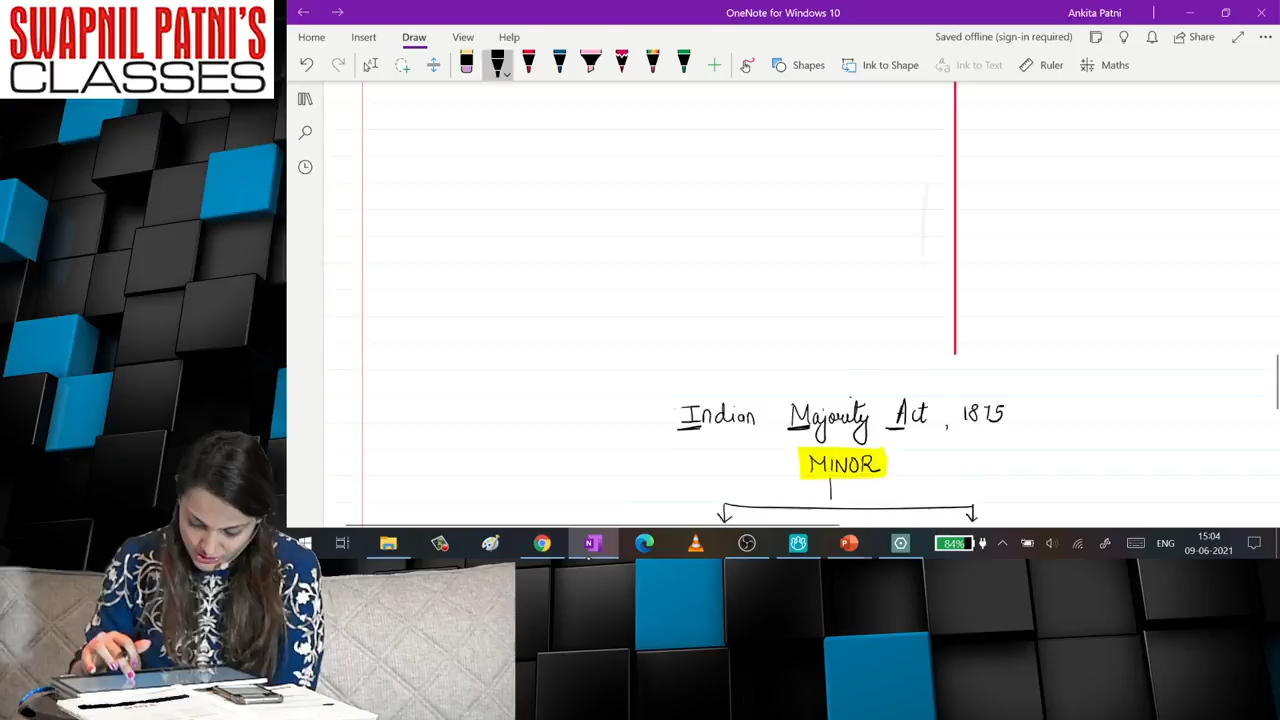 SWAPNIL PATNI'S
CLASSES
OneNote for Windows 10
Ankita Patni
Home Insert Draw View Help
Saved offline (sign-in required)
Share
Shapes
Ink to Shape
Ink to Text
Ruler
Maths
Indian Majority Act, 1875
MINOR
84%
ENG
15:04
09-06-2021